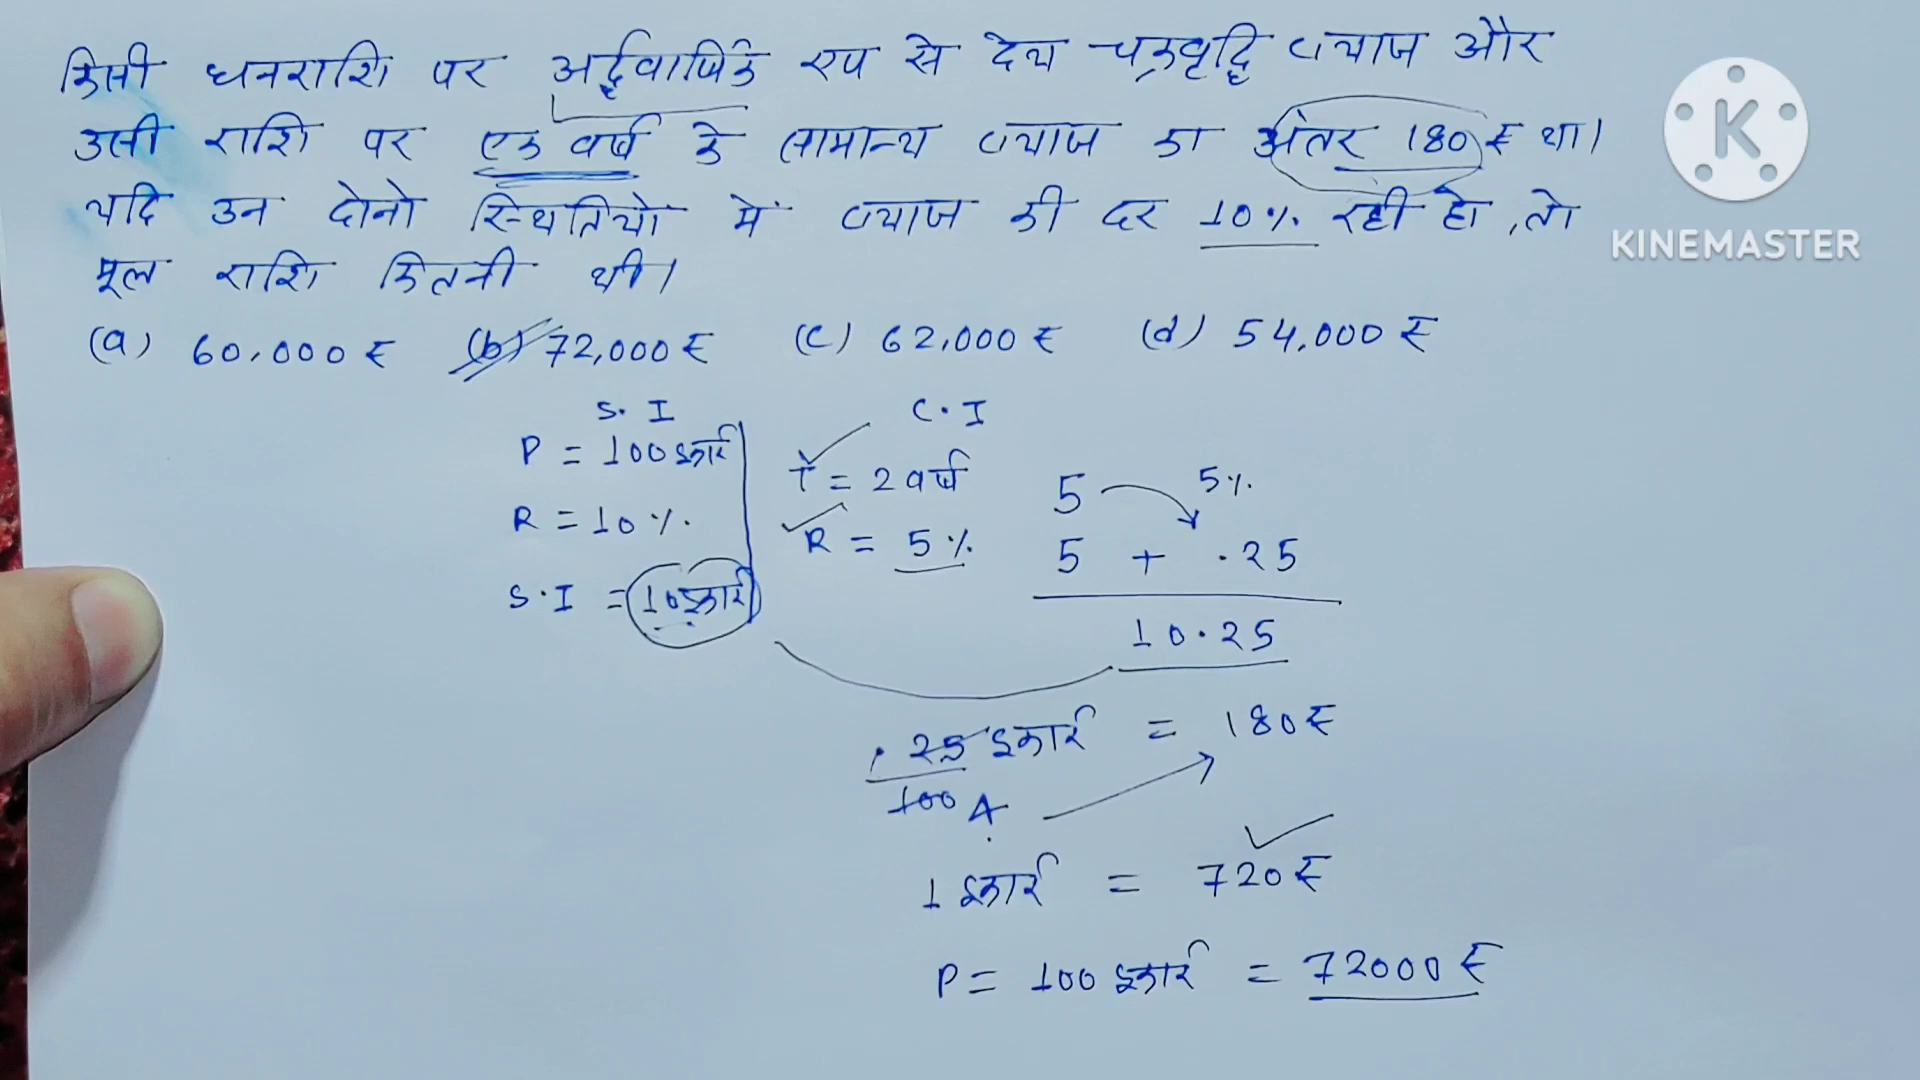 किसी धनराशि पर अर्द्धवार्षिक रूप से देय चक्रवृद्धि ब्याज और
उसी राशि पर एक वर्ष के सामान्य ब्याज का अंतर 180 ₹ था।
यदि उन दोनो स्थितियो में ब्याज की दर 10% रही हो, तो
मूल राशि कितनी थी।
(a) 60,000 ₹ (b) 72,000 ₹ (c) 62,000 ₹ (d) 54,000 ₹
S.I C.I
P = 100 इकाई
T = 2 वर्ष
5 5%
R = 10%
R = 5%
5 + .25
S.I = 10 इकाई
10.25
.25 इकाई = 180 ₹
100 4
1 इकाई = 720 ₹
P = 100 इकाई = 72000 ₹
K
KINEMASTER